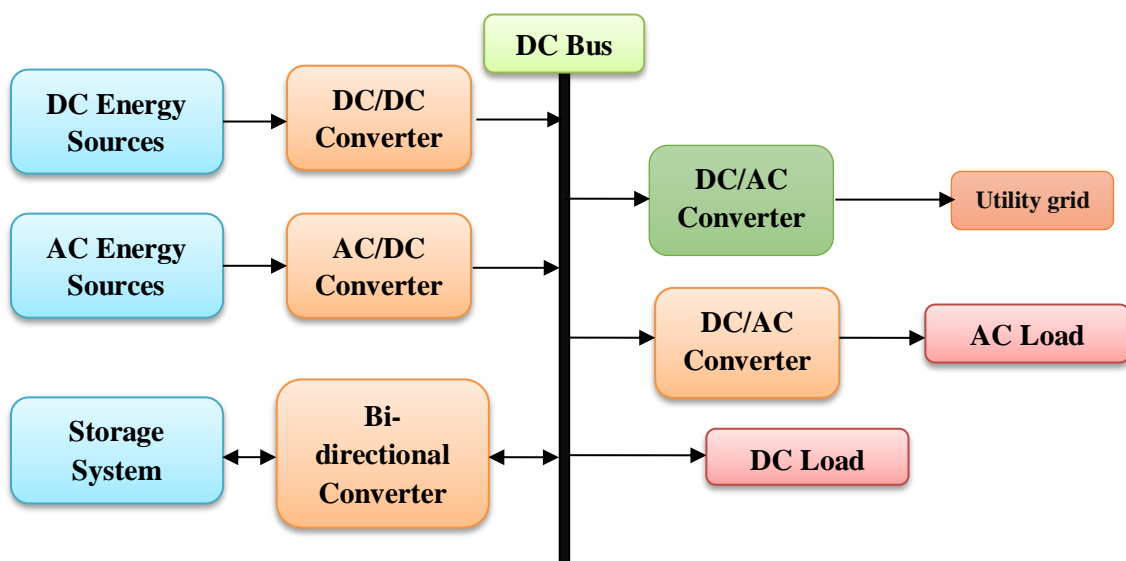 DC Bus
DC Energy
Sources
DC/DC
Converter
DC/AC
Converter
Utility grid
AC Energy
Sources
AC/DC
Converter
DC/AC
Converter
AC Load
Storage
System
Bi-
directional
Converter
DC Load